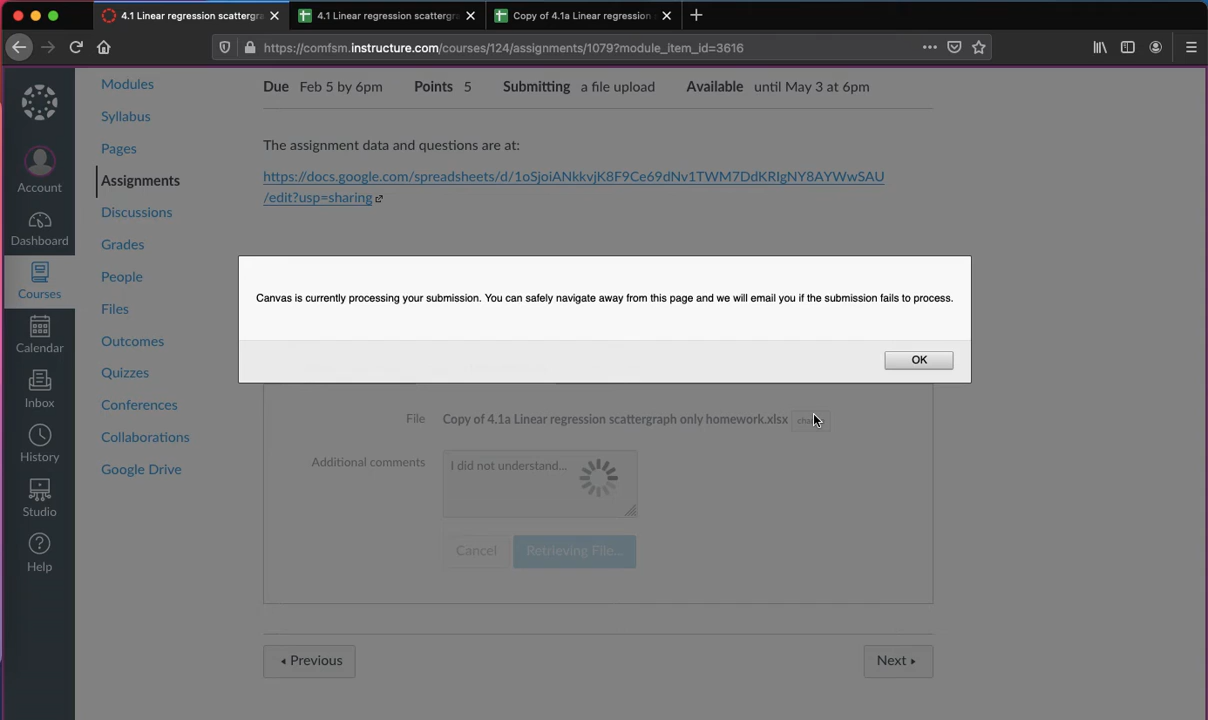 4.1 Linear regression scattergra
4.1 Linear regression scattergra
Copy of 4.1a Linear regression
https://comfsm.instructure.com/courses/124/assignments/1079?module_item_id=3616
Account
Dashboard
Courses
Calendar
Inbox
History
Studio
Help
Modules
Syllabus
Pages
Assignments
Discussions
Grades
People
Files
Outcomes
Quizzes
Conferences
Collaborations
Google Drive
Due Feb 5 by 6pm Points 5 Submitting a file upload Available until May 3 at 6pm
The assignment data and questions are at:
https://docs.google.com/spreadsheets/d/1oSjoiANkkvjK8F9Ce69dNv1TWM7DdKRIgNY8AYWwSAU
/edit?usp=sharing
Canvas is currently processing your submission. You can safely navigate away from this page and we will email you if the submission fails to process.
OK
File Copy of 4.1a Linear regression scattergraph only homework.xlsx
Additional comments I did not understand...
Cancel Retrieving File...
Previous
Next